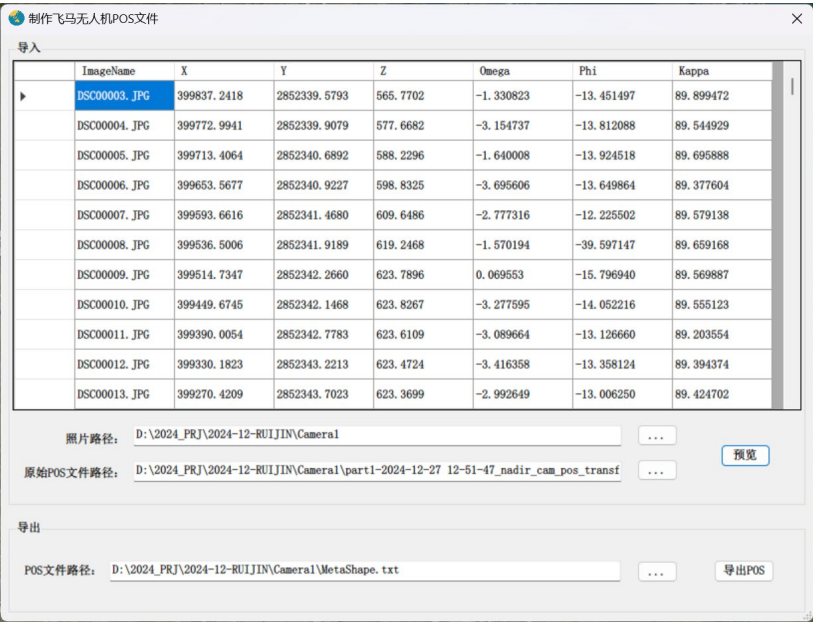 制作飞马无人机POS文件
导入
ImageName X Y Z Omega Phi Kappa
DSC00003.JPG 399837.2418 2852339.5793 565.7702 -1.330823 -13.451497 89.899472
DSC00004.JPG 399772.9941 2852339.9079 577.6682 -3.154737 -13.812088 89.544929
DSC00005.JPG 399713.4064 2852340.6892 588.2296 -1.640008 -13.924518 89.695888
DSC00006.JPG 399653.5677 2852340.9227 598.8325 -3.695606 -13.649864 89.377604
DSC00007.JPG 399593.6616 2852341.4680 609.6486 -2.777316 -12.225502 89.579138
DSC00008.JPG 399536.5006 2852341.9189 619.2468 -1.570194 -39.597147 89.659168
DSC00009.JPG 399514.7347 2852342.2660 623.7896 0.069553 -15.796940 89.569887
DSC00010.JPG 399449.6745 2852342.1468 623.8267 -3.277595 -14.052216 89.555123
DSC00011.JPG 399390.0054 2852342.7783 623.6109 -3.089664 -13.126660 89.203554
DSC00012.JPG 399330.1823 2852343.2213 623.4724 -3.416358 -13.358124 89.394374
DSC00013.JPG 399270.4209 2852343.7023 623.3699 -2.992649 -13.006250 89.424702
照片路径: D:\2024_PRJ\2024-12-RUIJIN\Camera1 ...
预览
原始POS文件路径: D:\2024_PRJ\2024-12-RUIJIN\Camera1\part1-2024-12-27 12-51-47_nadir_cam_pos_transf ...
导出
POS文件路径: D:\2024_PRJ\2024-12-RUIJIN\Camera1\MetaShape.txt ... 导出POS